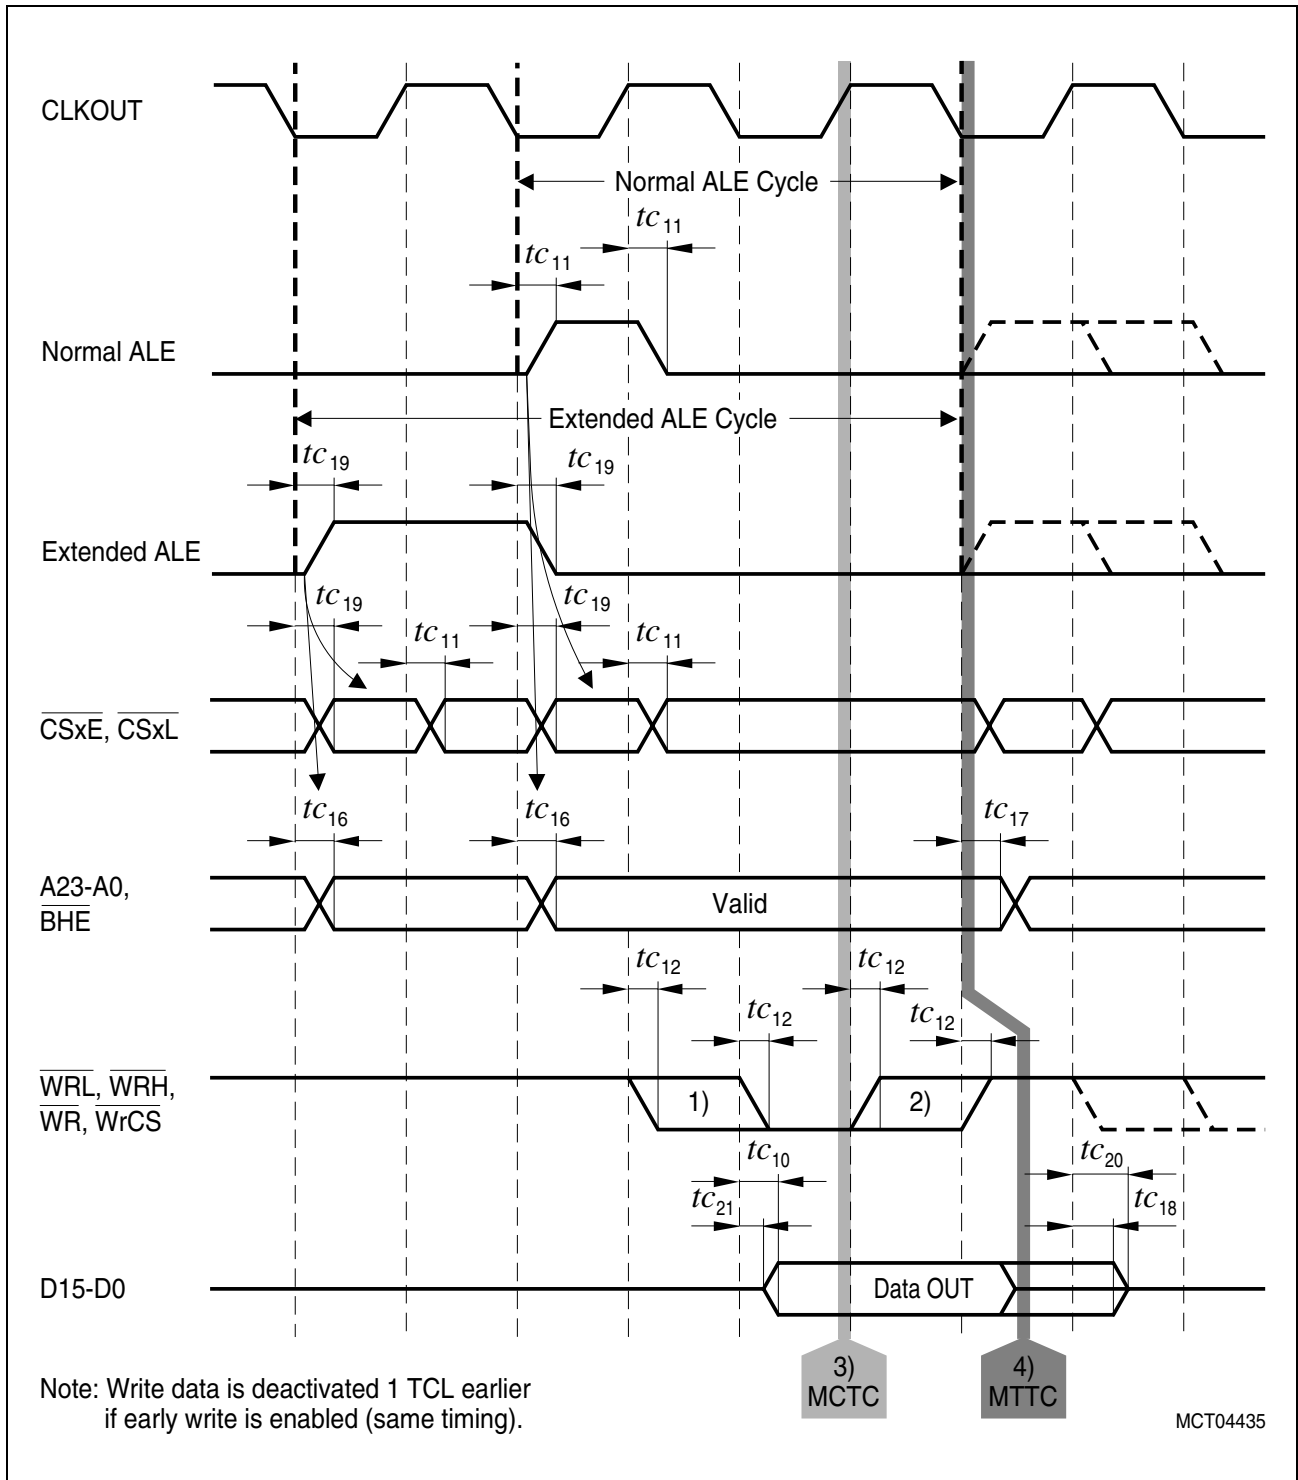 CLKOUT
Normal ALE Cycle
tc11
tc11
Normal ALE
Extended ALE Cycle
tc19
tc19
Extended ALE
tc19
tc19
tc11
tc11
CSxE, CSxL
tc16
tc16
tc17
A23-A0,
BHE
Valid
tc12
tc12
tc12
tc12
WRL, WRH,
WR, WrCS
1)
2)
tc10
tc20
tc21
tc18
D15-D0
Data OUT
3)
MCTC
4)
MTTC
Note: Write data is deactivated 1 TCL earlier
if early write is enabled (same timing).
MCT04435